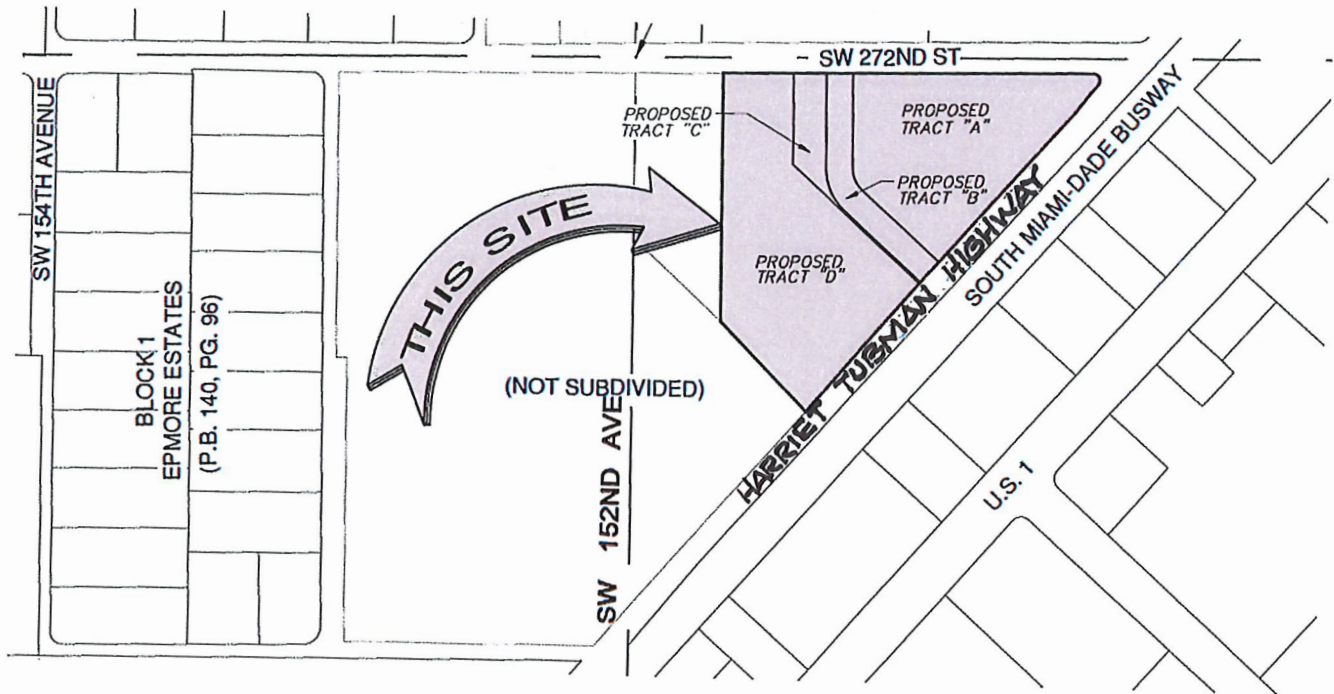 SW 272ND ST
SW 154TH AVENUE
PROPOSED
TRACT "C"
PROPOSED
TRACT "A"
PROPOSED
TRACT "B"
PROPOSED
TRACT "D"
THIS SITE
HARRIET TUBMAN HIGHWAY
SOUTH MIAMI-DADE BUSWAY
BLOCK 1
EPMORE ESTATES
(P.B. 140, PG. 96)
(NOT SUBDIVIDED)
SW 152ND AVE
U.S. 1